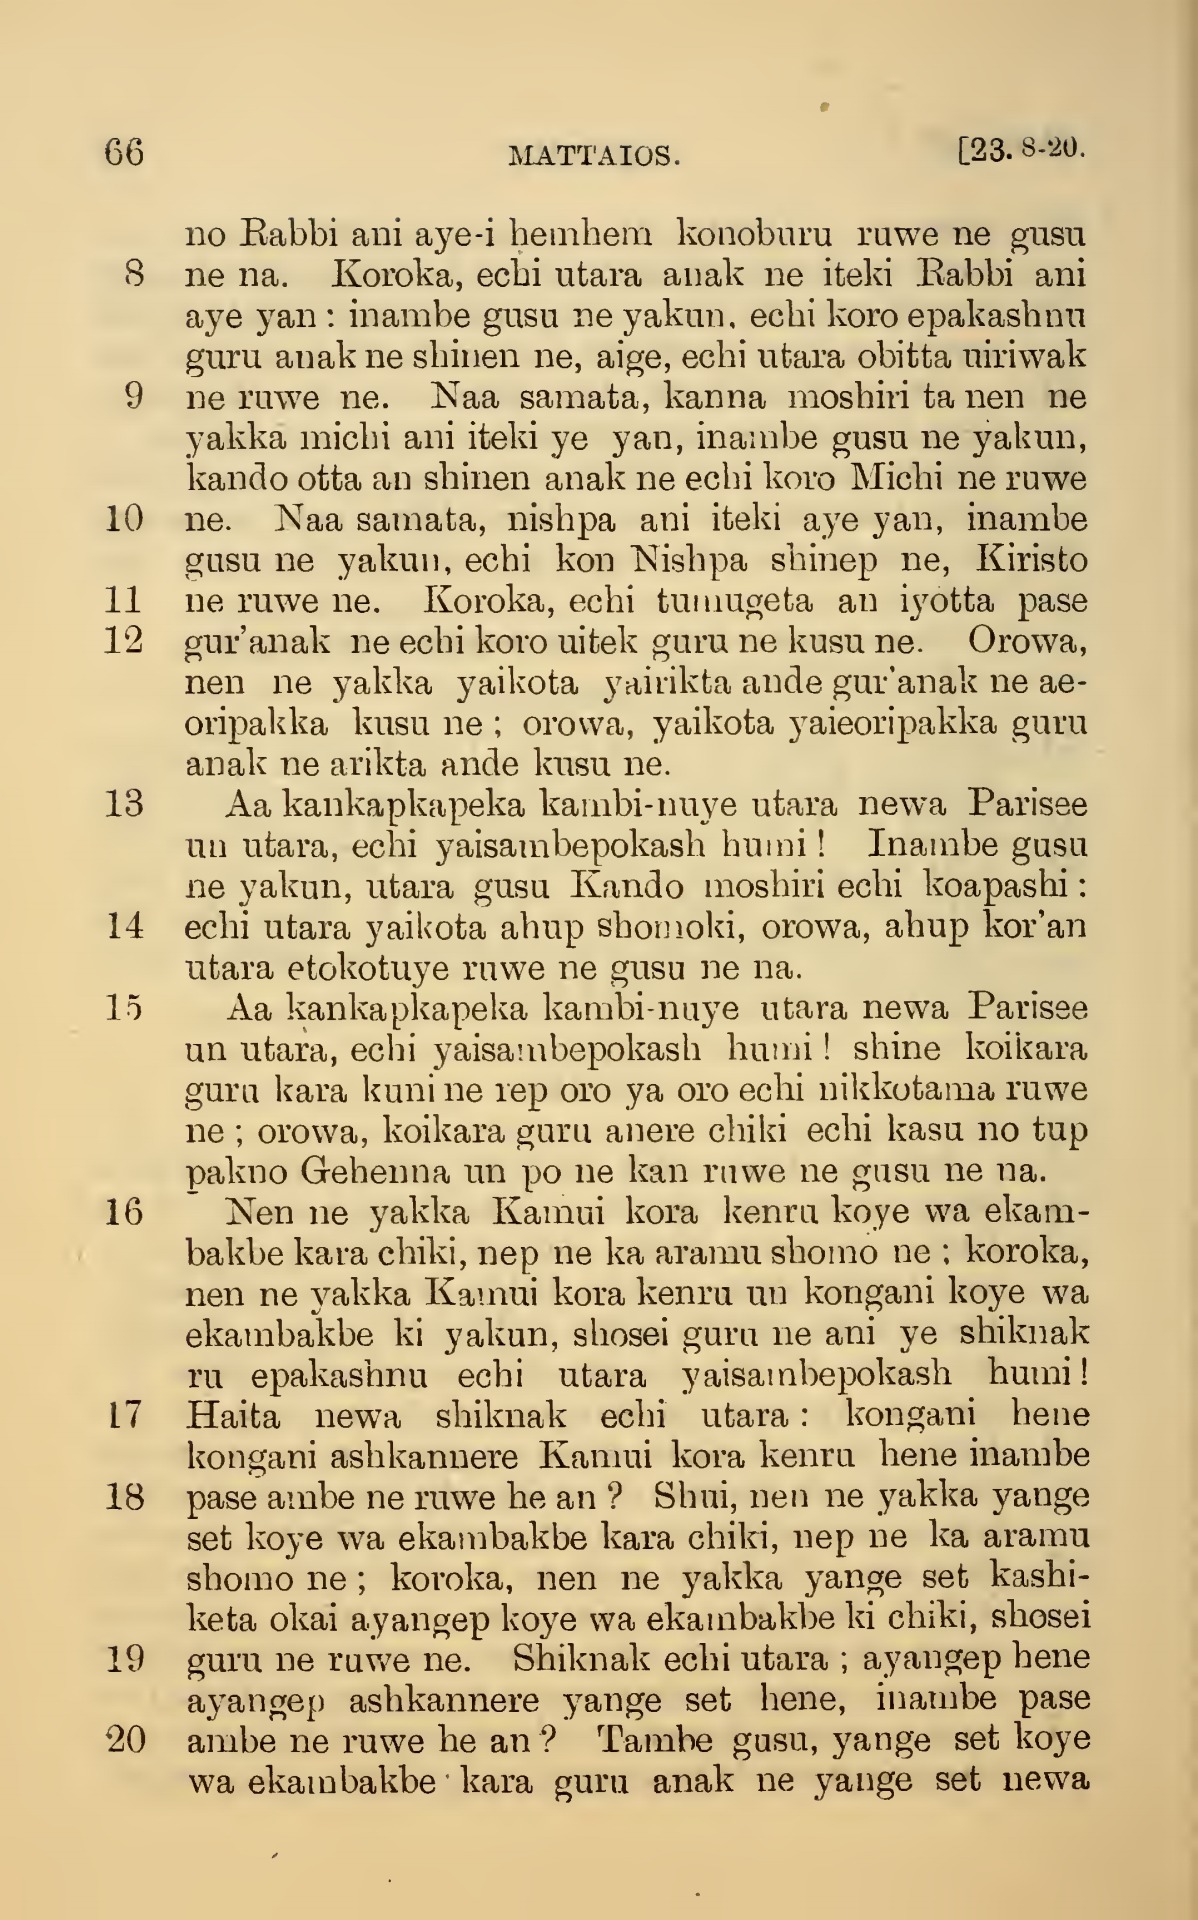 66 MATTAIOS. [23. 8-20.
no Rabbi ani aye-i hemhem konoburu ruwe ne gusu
8 ne na. Koroka, echi utara anak ne iteki Rabbi ani
aye yan : inambe gusu ne yakun, echi koro epakashnu
guru anak ne shinen ne, aige, echi utara obitta uiriwak
9 ne ruwe ne. Naa samata, kanna moshiri ta nen ne
yakka michi ani iteki ye yan, inambe gusu ne yakun,
kando otta an shinen anak ne echi koro Michi ne ruwe
10 ne. Naa samata, nishpa ani iteki aye yan, inambe
gusu ne yakun, echi kon Nishpa shinep ne, Kiristo
11 ne ruwe ne. Koroka, echi tumugeta an iyotta pase
12 gur'anak ne echi koro uitek guru ne kusu ne. Orowa,
nen ne yakka yaikota yairikta ande gur'anak ne ae-
oripakka kusu ne ; orowa, yaikota yaieoripakka guru
anak ne arikta ande kusu ne.
13 Aa kankapkapeka kambi-nuye utara newa Parisee
un utara, echi yaisambepokash humi ! Inambe gusu
ne yakun, utara gusu Kando moshiri echi koapashi :
14 echi utara yaikota ahup shomoki, orowa, ahup kor'an
utara etokotuye ruwe ne gusu ne na.
15 Aa kankapkapeka kambi-nuye utara newa Parisee
un utara, echi yaisambepokash humi ! shine koikara
guru kara kuni ne rep oro ya oro echi nikkotama ruwe
ne ; orowa, koikara guru anere chiki echi kasu no tup
pakno Gehenna un po ne kan ruwe ne gusu ne na.
16 Nen ne yakka Kamui kora kenru koye wa ekam-
bakbe kara chiki, nep ne ka aramu shomo ne ; koroka,
nen ne yakka Kamui kora kenru un kongani koye wa
ekambakbe ki yakun, shosei guru ne ani ye shiknak
ru epakashnu echi utara yaisambepokash humi !
17 Haita newa shiknak echi utara : kongani hene
kongani ashkannere Kamui kora kenru hene inambe
18 pase ambe ne ruwe he an ? Shui, nen ne yakka yange
set koye wa ekambakbe kara chiki, nep ne ka aramu
shomo ne ; koroka, nen ne yakka yange set kashi-
keta okai ayangep koye wa ekambakbe ki chiki, shosei
19 guru ne ruwe ne. Shiknak echi utara ; ayangep hene
ayangep ashkannere yange set hene, inambe pase
20 ambe ne ruwe he an ? Tambe gusu, yange set koye
wa ekambakbe kara guru anak ne yange set newa